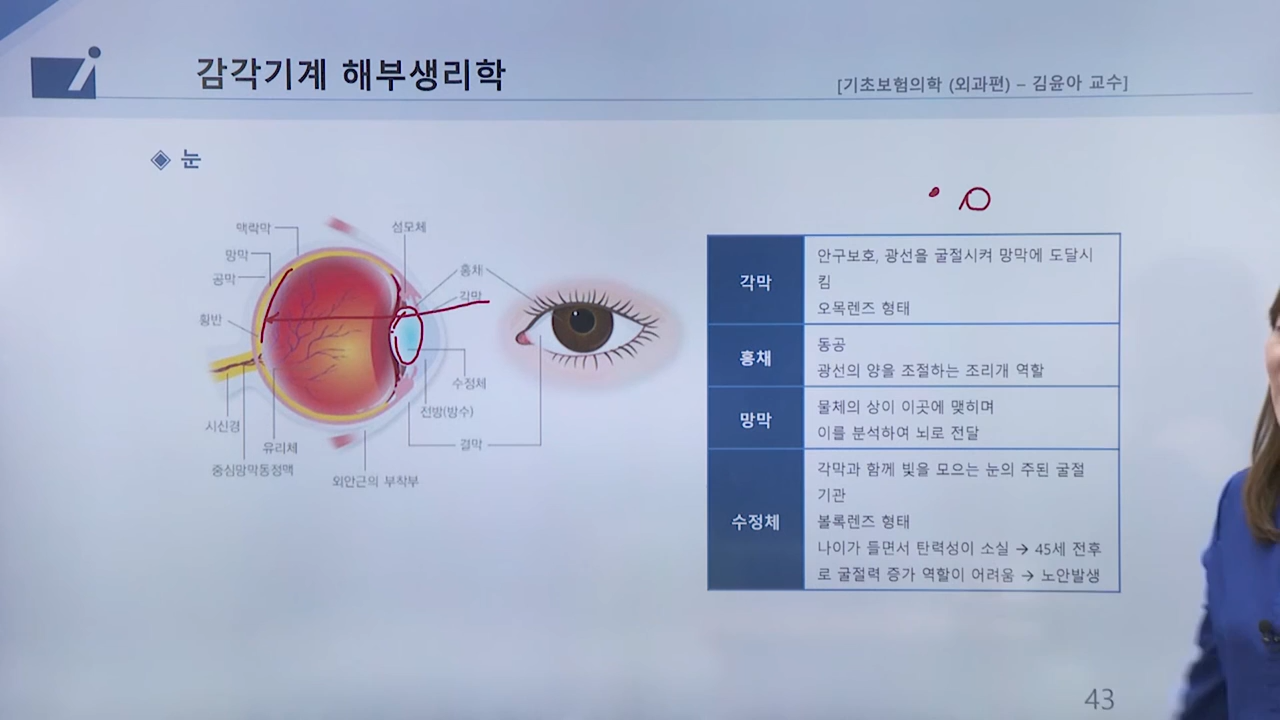 감각기계 해부생리학
[기초보험의학 (외과편) – 김윤아 교수]
◈ 눈
맥락막
섬모체
망막
홍채
공막
각막
황반
수정체
전방(방수)
시신경
유리체
결막
중심망막동정맥
외안근의 부착부
각막
안구보호, 광선을 굴절시켜 망막에 도달시
킴
오목렌즈 형태
홍채
동공
광선의 양을 조절하는 조리개 역할
망막
물체의 상이 이곳에 맺히며
이를 분석하여 뇌로 전달
수정체
각막과 함께 빛을 모으는 눈의 주된 굴절
기관
볼록렌즈 형태
나이가 들면서 탄력성이 소실 → 45세 전후
로 굴절력 증가 역할이 어려움 → 노안발생
43